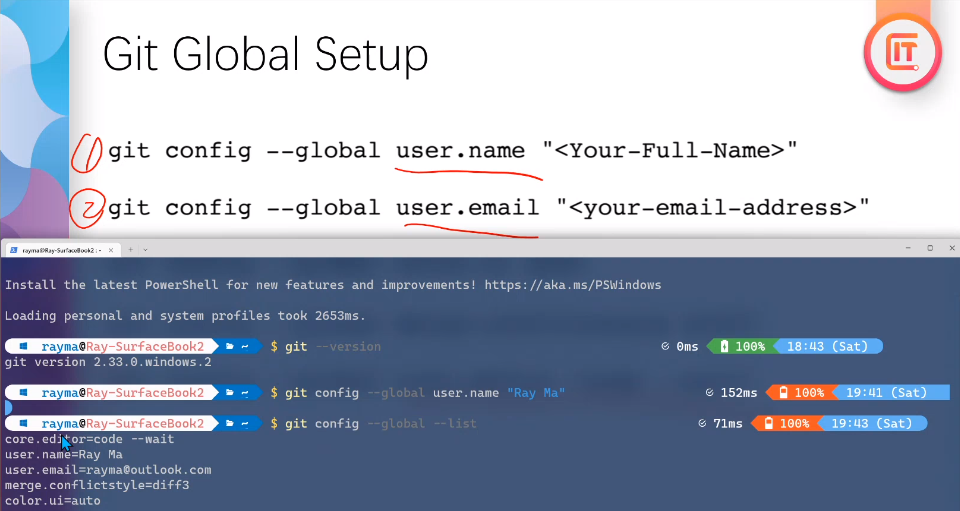 Git Global Setup
IT
1 git config --global user.name "<Your-Full-Name>"
2 git config --global user.email "<your-email-address>"
rayma@Ray-SurfaceBook2: ~
Install the latest PowerShell for new features and improvements! https://aka.ms/PSWindows
Loading personal and system profiles took 2653ms.
rayma@Ray-SurfaceBook2 ~ $ git --version 0ms 100% 18:43 (Sat)
git version 2.33.0.windows.2
rayma@Ray-SurfaceBook2 ~ $ git config --global user.name "Ray Ma" 152ms 100% 19:41 (Sat)
rayma@Ray-SurfaceBook2 ~ $ git config --global --list 71ms 100% 19:43 (Sat)
core.editor=code --wait
user.name=Ray Ma
user.email=rayma@outlook.com
merge.conflictstyle=diff3
color.ui=auto